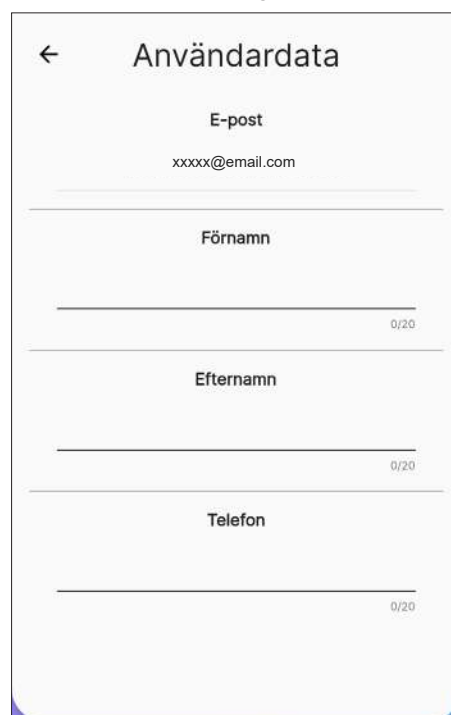 Användardata
E-post
xxxxx@email.com
Förnamn
0/20
Efternamn
0/20
Telefon
0/20